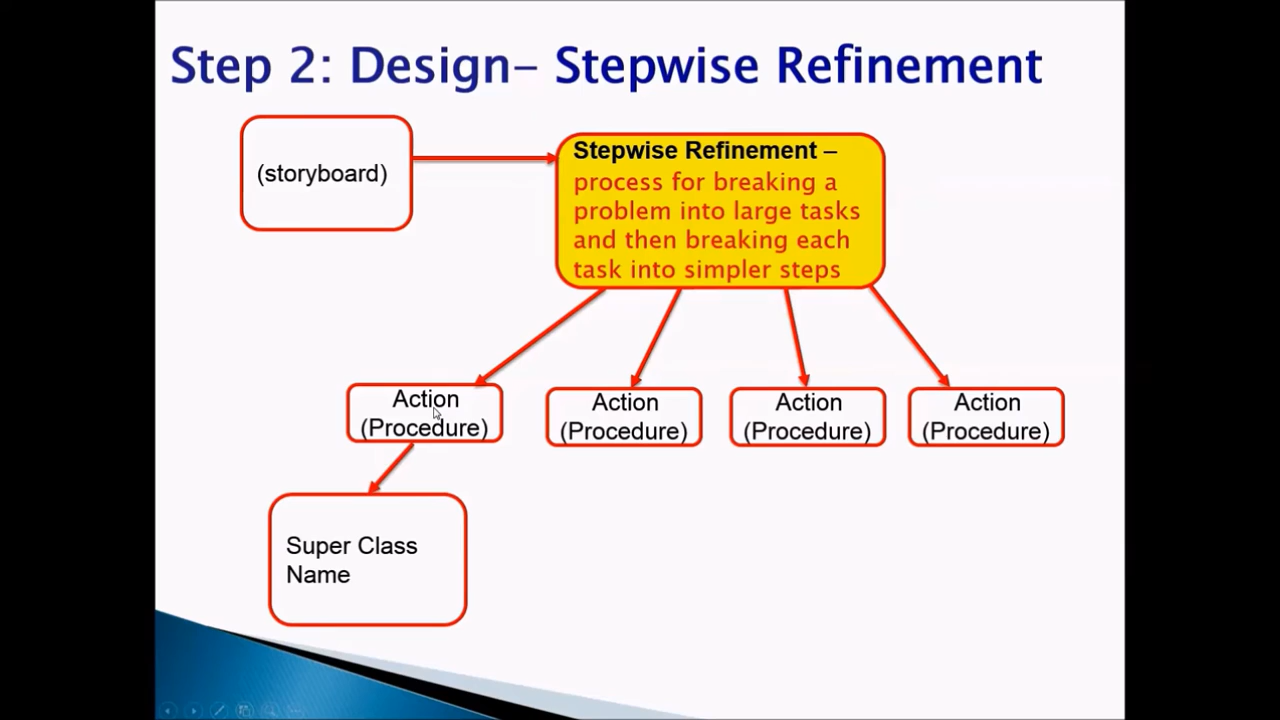 Step 2: Design– Stepwise Refinement
(storyboard)
Stepwise Refinement –
process for breaking a
problem into large tasks
and then breaking each
task into simpler steps
Action
(Procedure)
Action
(Procedure)
Action
(Procedure)
Action
(Procedure)
Super Class
Name